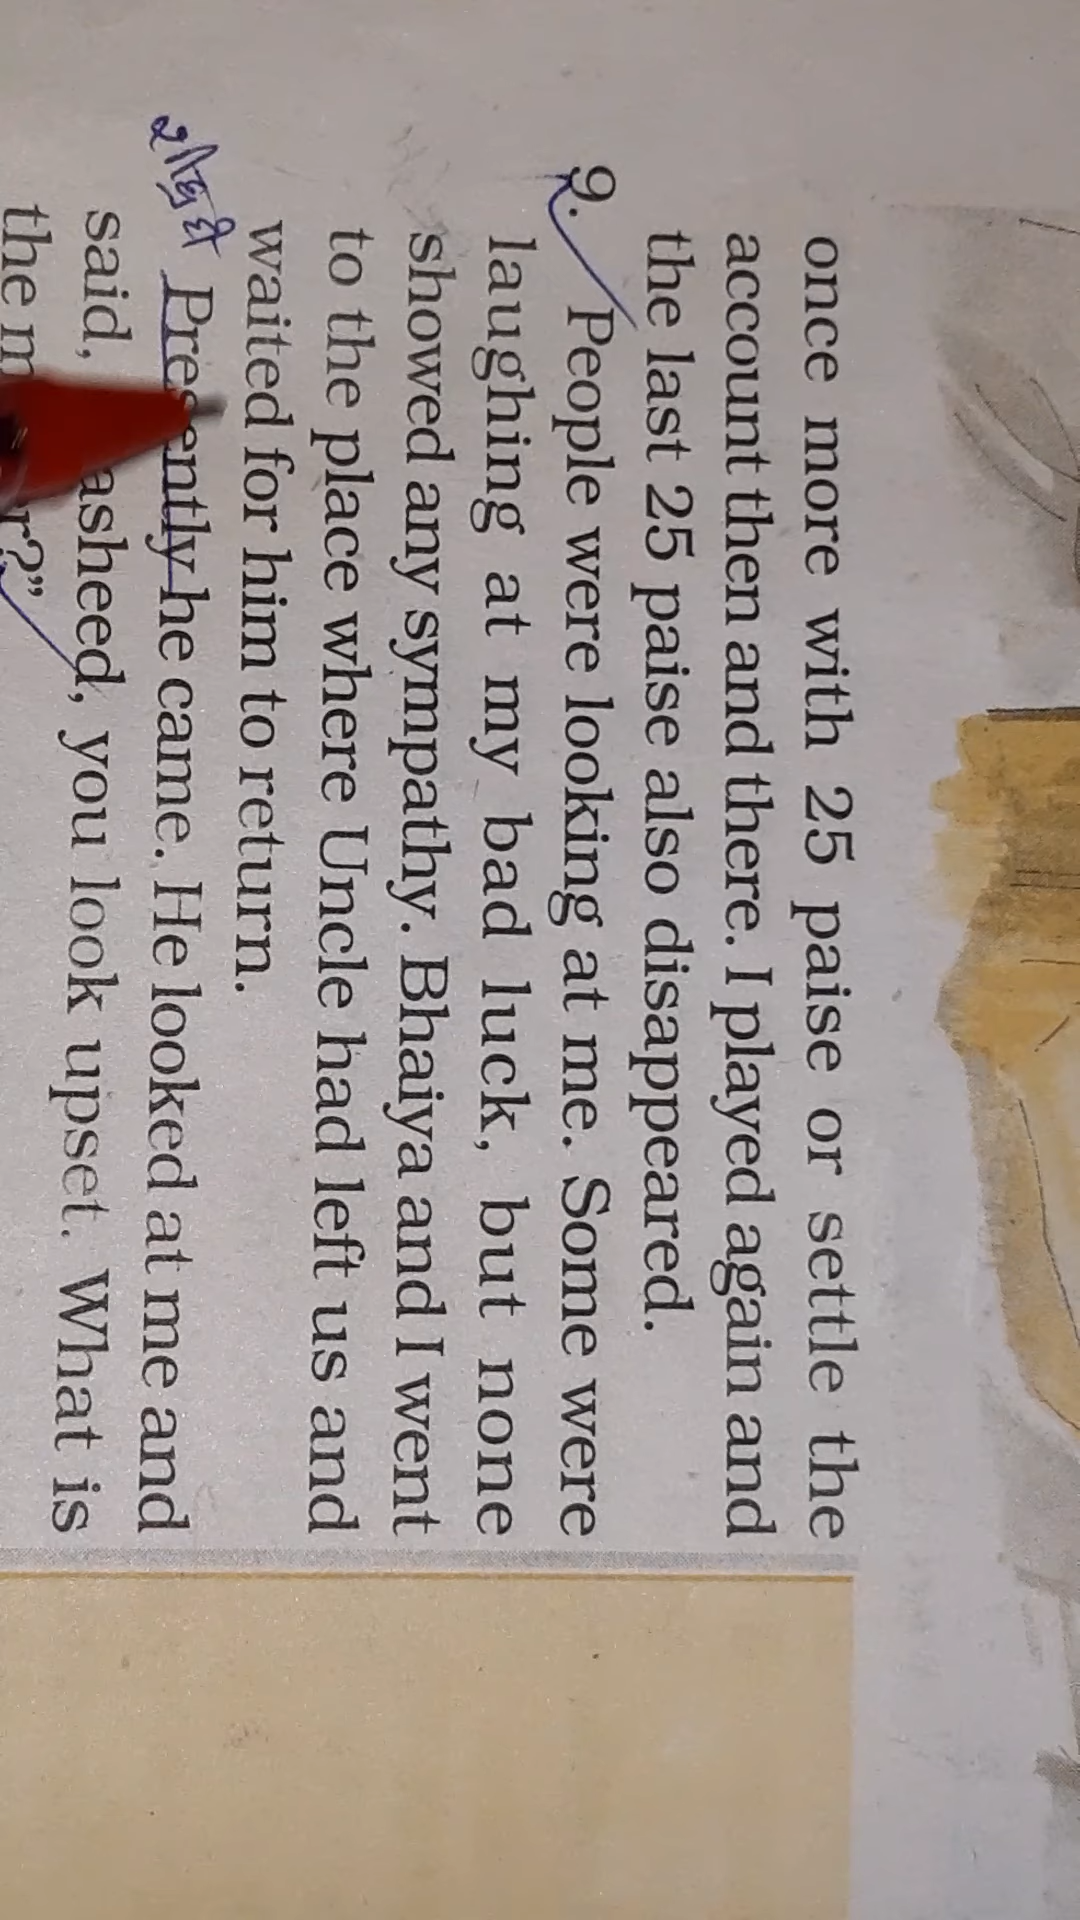 once more with 25 paise or settle the
account then and there. I played again and
the last 25 paise also disappeared.
9. People were looking at me. Some were
laughing at my bad luck, but none
showed any sympathy. Bhaiya and I went
to the place where Uncle had left us and
waited for him to return.
Presently he came. He looked at me and
said, you look upset. What is
the